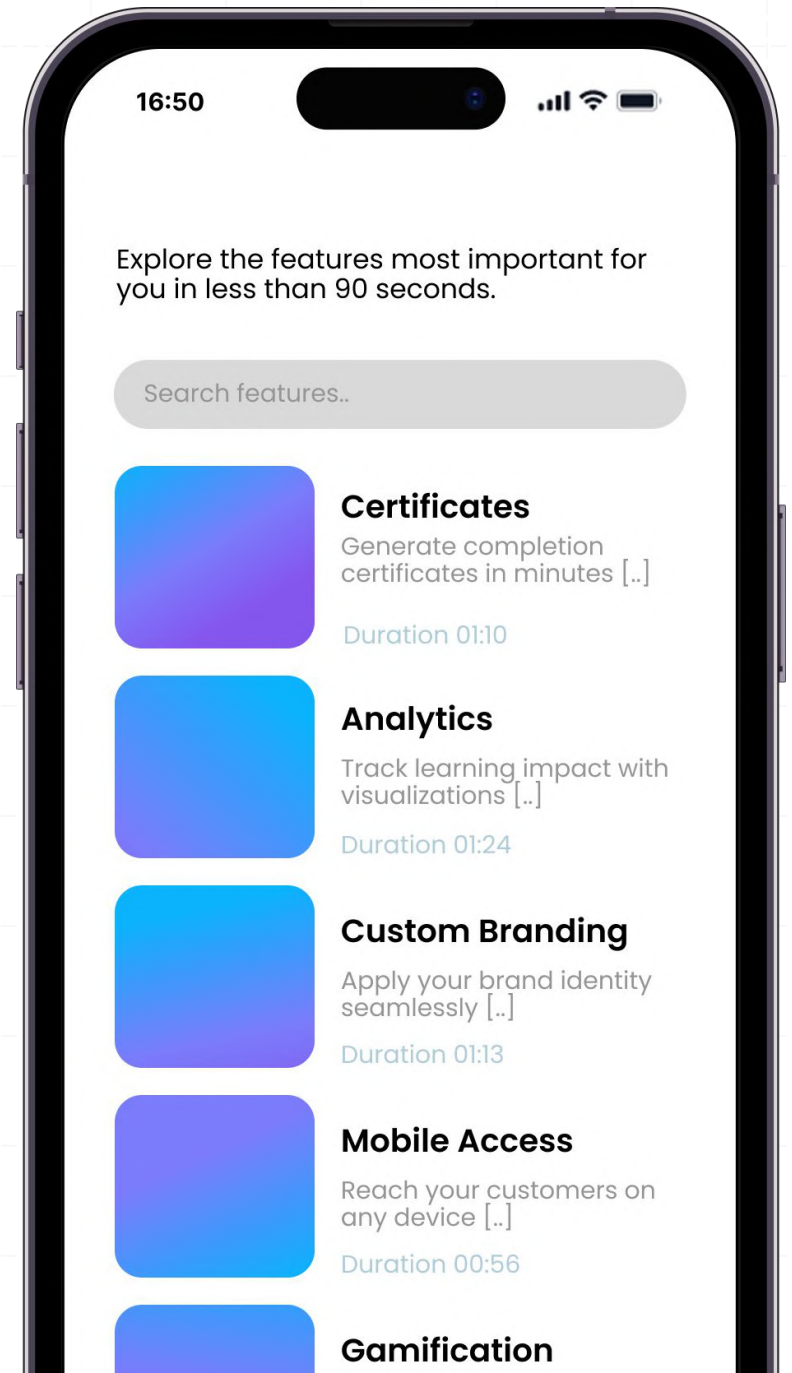 16:50
Explore the features most important for
you in less than 90 seconds.
Search features..
Certificates
Generate completion
certificates in minutes [..]
Duration 01:10
Analytics
Track learning impact with
visualizations [..]
Duration 01:24
Custom Branding
Apply your brand identity
seamlessly [..]
Duration 01:13
Mobile Access
Reach your customers on
any device [..]
Duration 00:56
Gamification